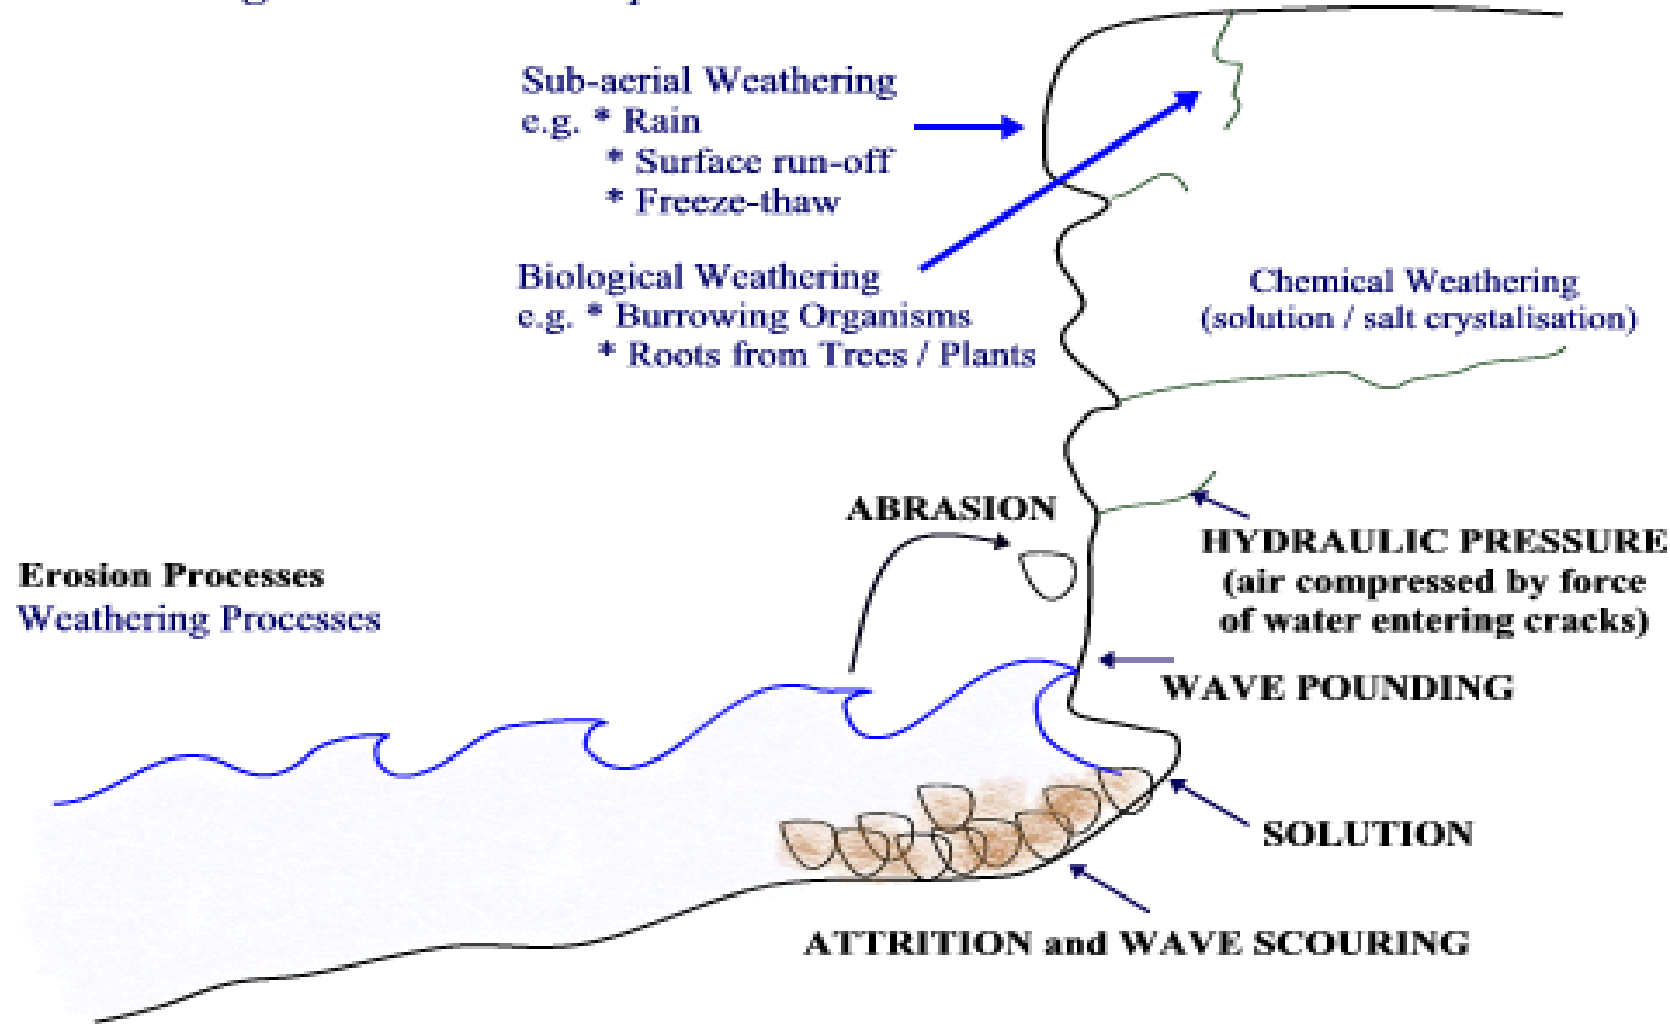 Sub-aerial Weathering
e.g. * Rain
* Surface run-off
* Freeze-thaw
Biological Weathering
e.g. * Burrowing Organisms
* Roots from Trees / Plants
Chemical Weathering
(solution / salt crystalisation)
ABRASION
HYDRAULIC PRESSURE
(air compressed by force
of water entering cracks)
Erosion Processes
Weathering Processes
WAVE POUNDING
SOLUTION
ATTRITION and WAVE SCOURING